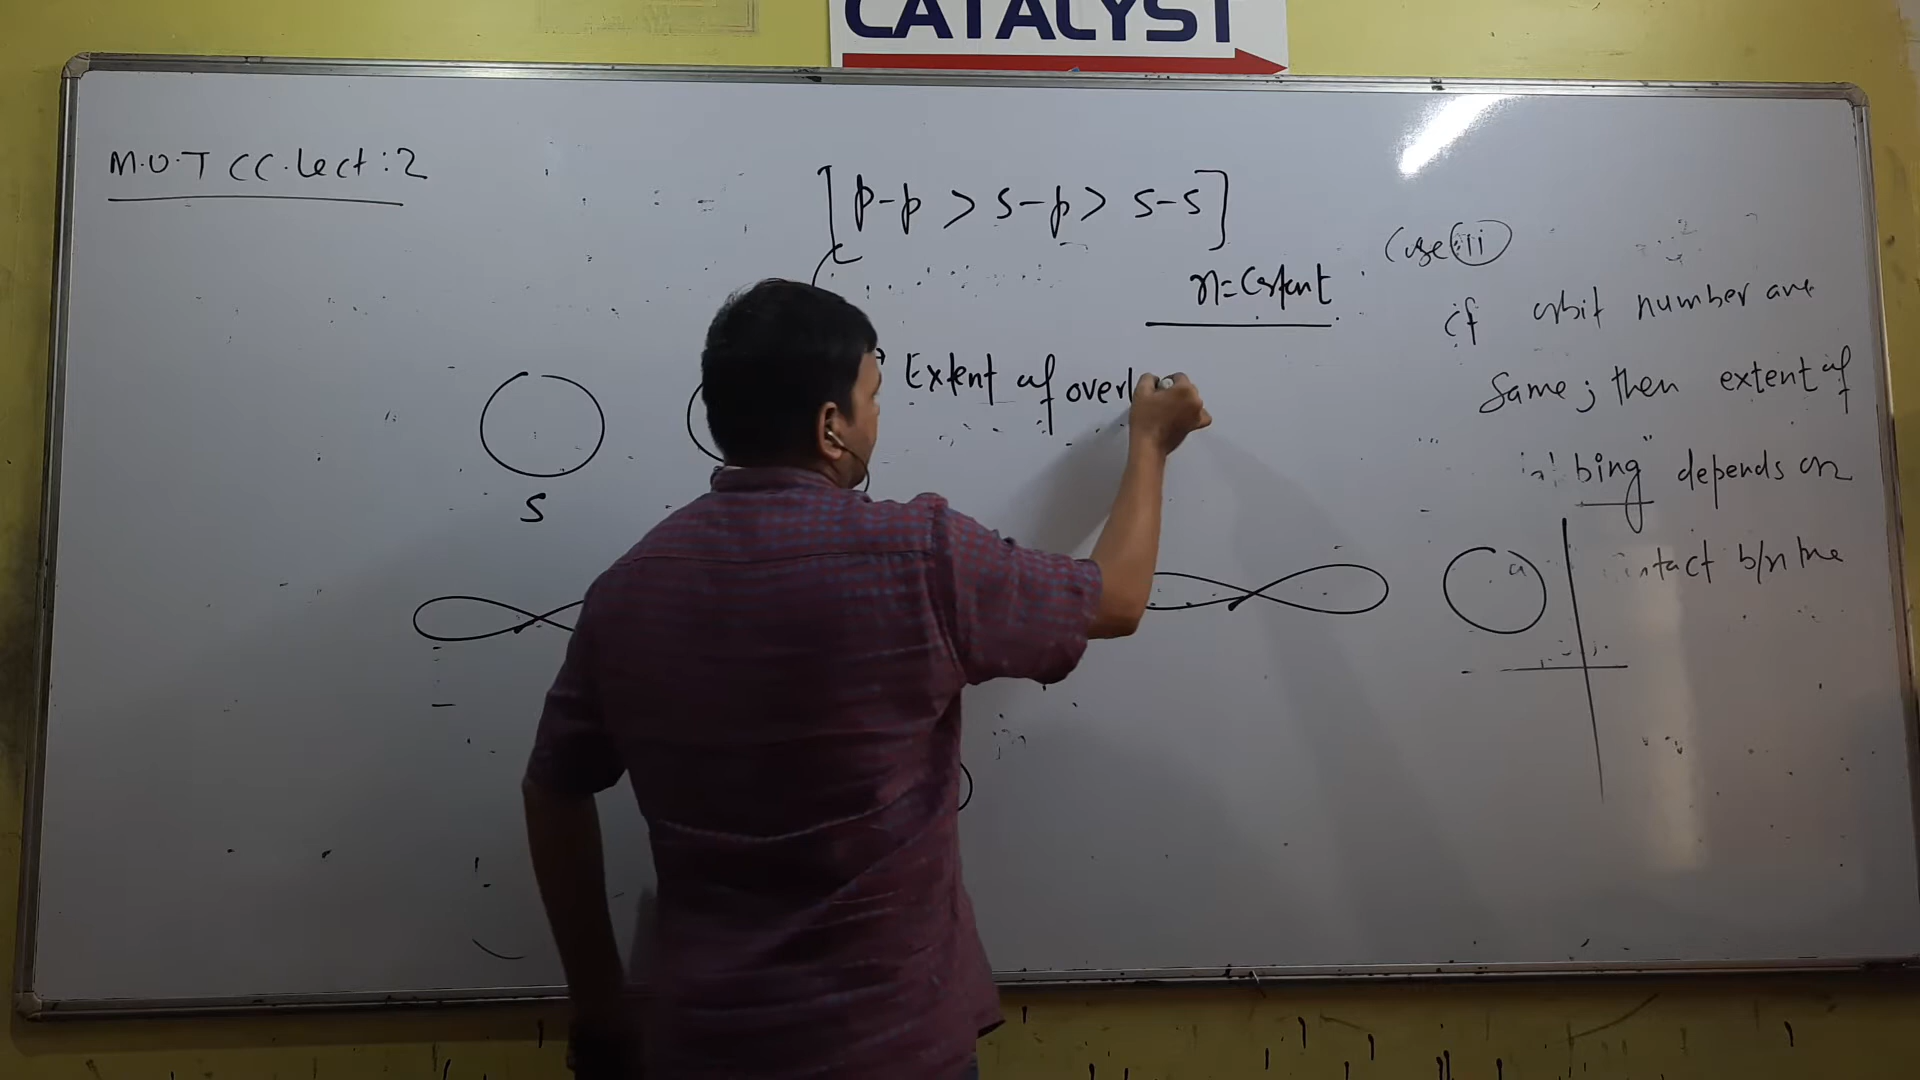 CATALYST
M.O.T CC.Lect:2
[p-p > s-p > s-s]
n=Constant
Extent of overl
S
Case (ii)
if orbit number are
Same; then extent of
bing" depends on
ntact b/n the
a